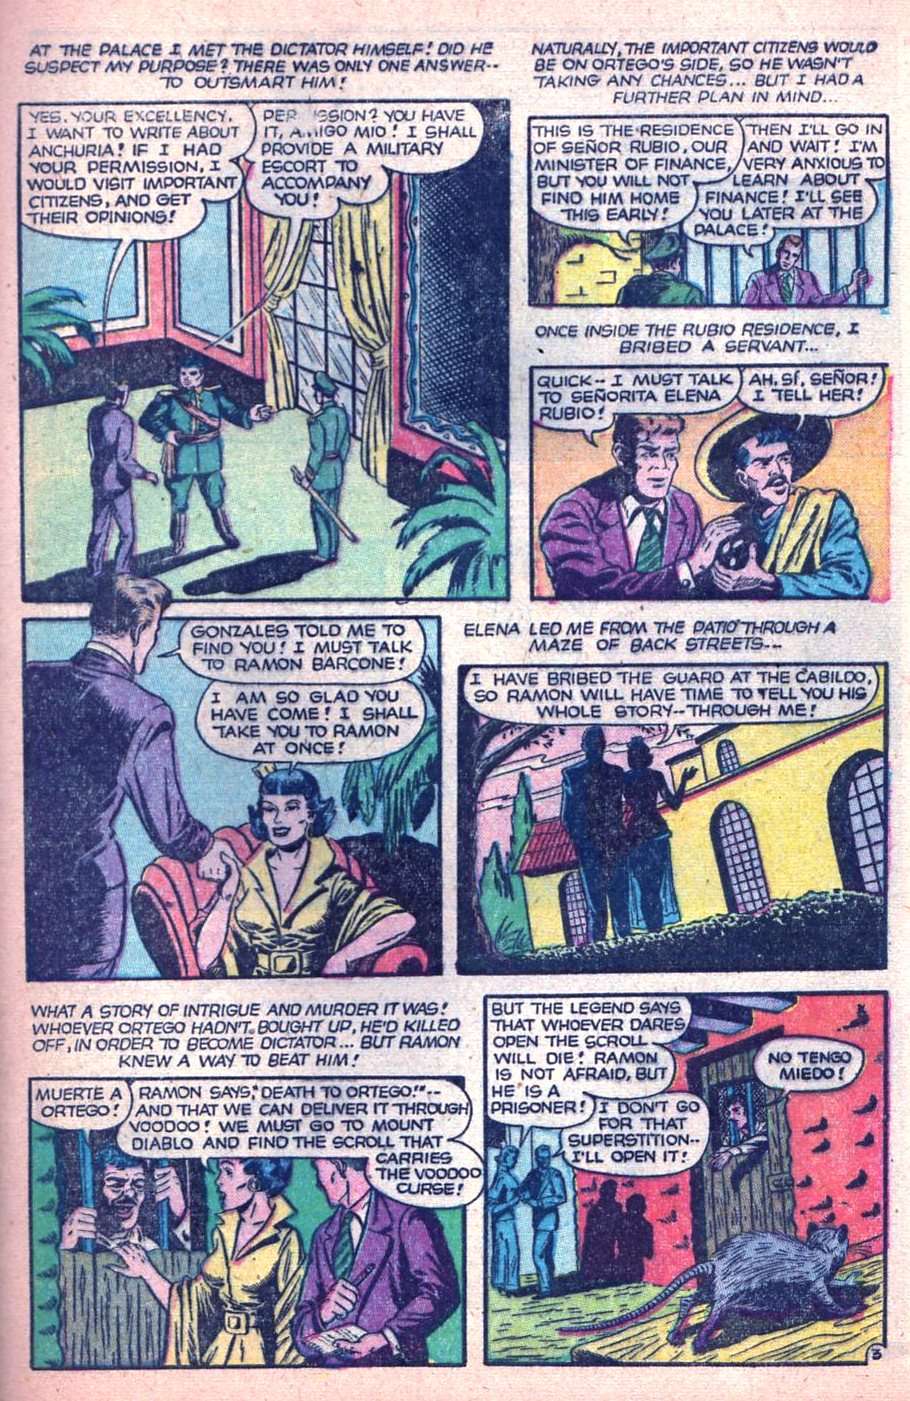 AT THE PALACE I MET THE DICTATOR HIMSELF! DID HE
SUSPECT MY PURPOSE? THERE WAS ONLY ONE ANSWER--
TO OUTSMART HIM!
YES, YOUR EXCELLENCY,
I WANT TO WRITE ABOUT
ANCHURIA! IF I HAD
YOUR PERMISSION, I
WOULD VISIT IMPORTANT
CITIZENS, AND GET
THEIR OPINIONS!
PERMISSION? YOU HAVE
IT, AMIGO MIO! I SHALL
PROVIDE A MILITARY
ESCORT TO
ACCOMPANY
YOU!
NATURALLY, THE IMPORTANT CITIZENS WOULD
BE ON ORTEGO'S SIDE, SO HE WASN'T
TAKING ANY CHANCES... BUT I HAD A
FURTHER PLAN IN MIND...
THIS IS THE RESIDENCE
OF SEÑOR RUBIO, OUR
MINISTER OF FINANCE,
BUT YOU WILL NOT
FIND HIM HOME
THIS EARLY!
THEN I'LL GO IN
AND WAIT! I'M
VERY ANXIOUS TO
LEARN ABOUT
FINANCE! I'LL SEE
YOU LATER AT THE
PALACE!
ONCE INSIDE THE RUBIO RESIDENCE, I
BRIBED A SERVANT...
QUICK-- I MUST TALK
TO SEÑORITA ELENA
RUBIO!
AH, SÍ, SEÑOR!
I TELL HER!
GONZALES TOLD ME TO
FIND YOU! I MUST TALK
TO RAMON BARCONE!
I AM SO GLAD YOU
HAVE COME! I SHALL
TAKE YOU TO RAMON
AT ONCE!
ELENA LED ME FROM THE PATIO THROUGH A
MAZE OF BACK STREETS...
I HAVE BRIBED THE GUARD AT THE CABILDO,
SO RAMON WILL HAVE TIME TO TELL YOU HIS
WHOLE STORY--THROUGH ME!
WHAT A STORY OF INTRIGUE AND MURDER IT WAS!
WHOEVER ORTEGO HADN'T BOUGHT UP, HE'D KILLED
OFF, IN ORDER TO BECOME DICTATOR... BUT RAMON
KNEW A WAY TO BEAT HIM!
MUERTE A
ORTEGO!
RAMON SAYS, "DEATH TO ORTEGO!"--
AND THAT WE CAN DELIVER IT THROUGH
VOODOO! WE MUST GO TO MOUNT
DIABLO AND FIND THE SCROLL THAT
CARRIES
THE VOODOO
CURSE!
BUT THE LEGEND SAYS
THAT WHOEVER DARES
OPEN THE SCROLL
WILL DIE! RAMON
IS NOT AFRAID, BUT
HE IS A
PRISONER!
I DON'T GO
FOR THAT
SUPERSTITION--
I'LL OPEN IT!
NO TENGO
MIEDO!
3